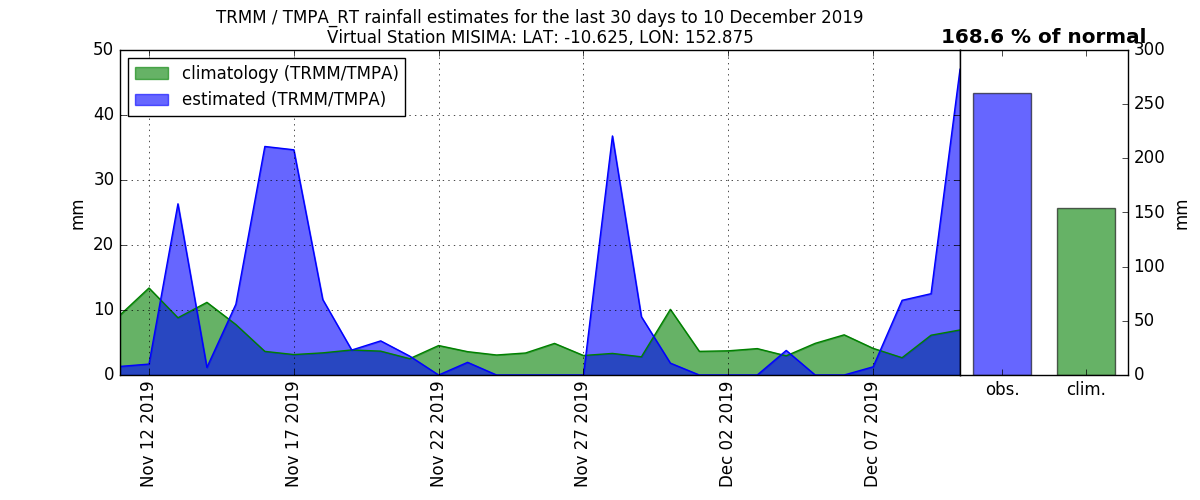 TRMM / TMPA_RT rainfall estimates for the last 30 days to 10 December 2019
Virtual Station MISIMA: LAT: -10.625, LON: 152.875
168.6 % of normal
climatology (TRMM/TMPA)
estimated (TRMM/TMPA)
50
40
30
20
10
0
mm
300
250
200
150
100
50
0
mm
Nov 12 2019
Nov 17 2019
Nov 22 2019
Nov 27 2019
Dec 02 2019
Dec 07 2019
obs.
clim.